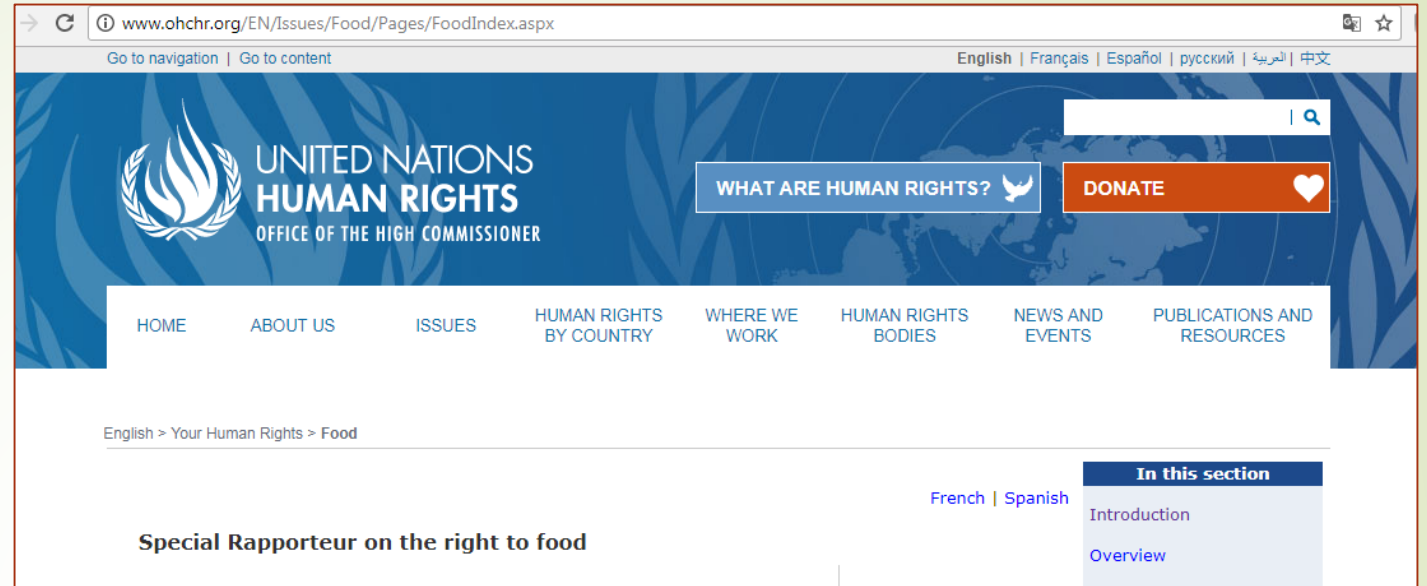 www.ohchr.org/EN/Issues/Food/Pages/FoodIndex.aspx
Go to navigation | Go to content
English | Français | Español | русский | العربية | 中文
UNITED NATIONS
HUMAN RIGHTS
OFFICE OF THE HIGH COMMISSIONER
WHAT ARE HUMAN RIGHTS?
DONATE
HOME
ABOUT US
ISSUES
HUMAN RIGHTS
BY COUNTRY
WHERE WE
WORK
HUMAN RIGHTS
BODIES
NEWS AND
EVENTS
PUBLICATIONS AND
RESOURCES
English > Your Human Rights > Food
French | Spanish
Special Rapporteur on the right to food
In this section
Introduction
Overview